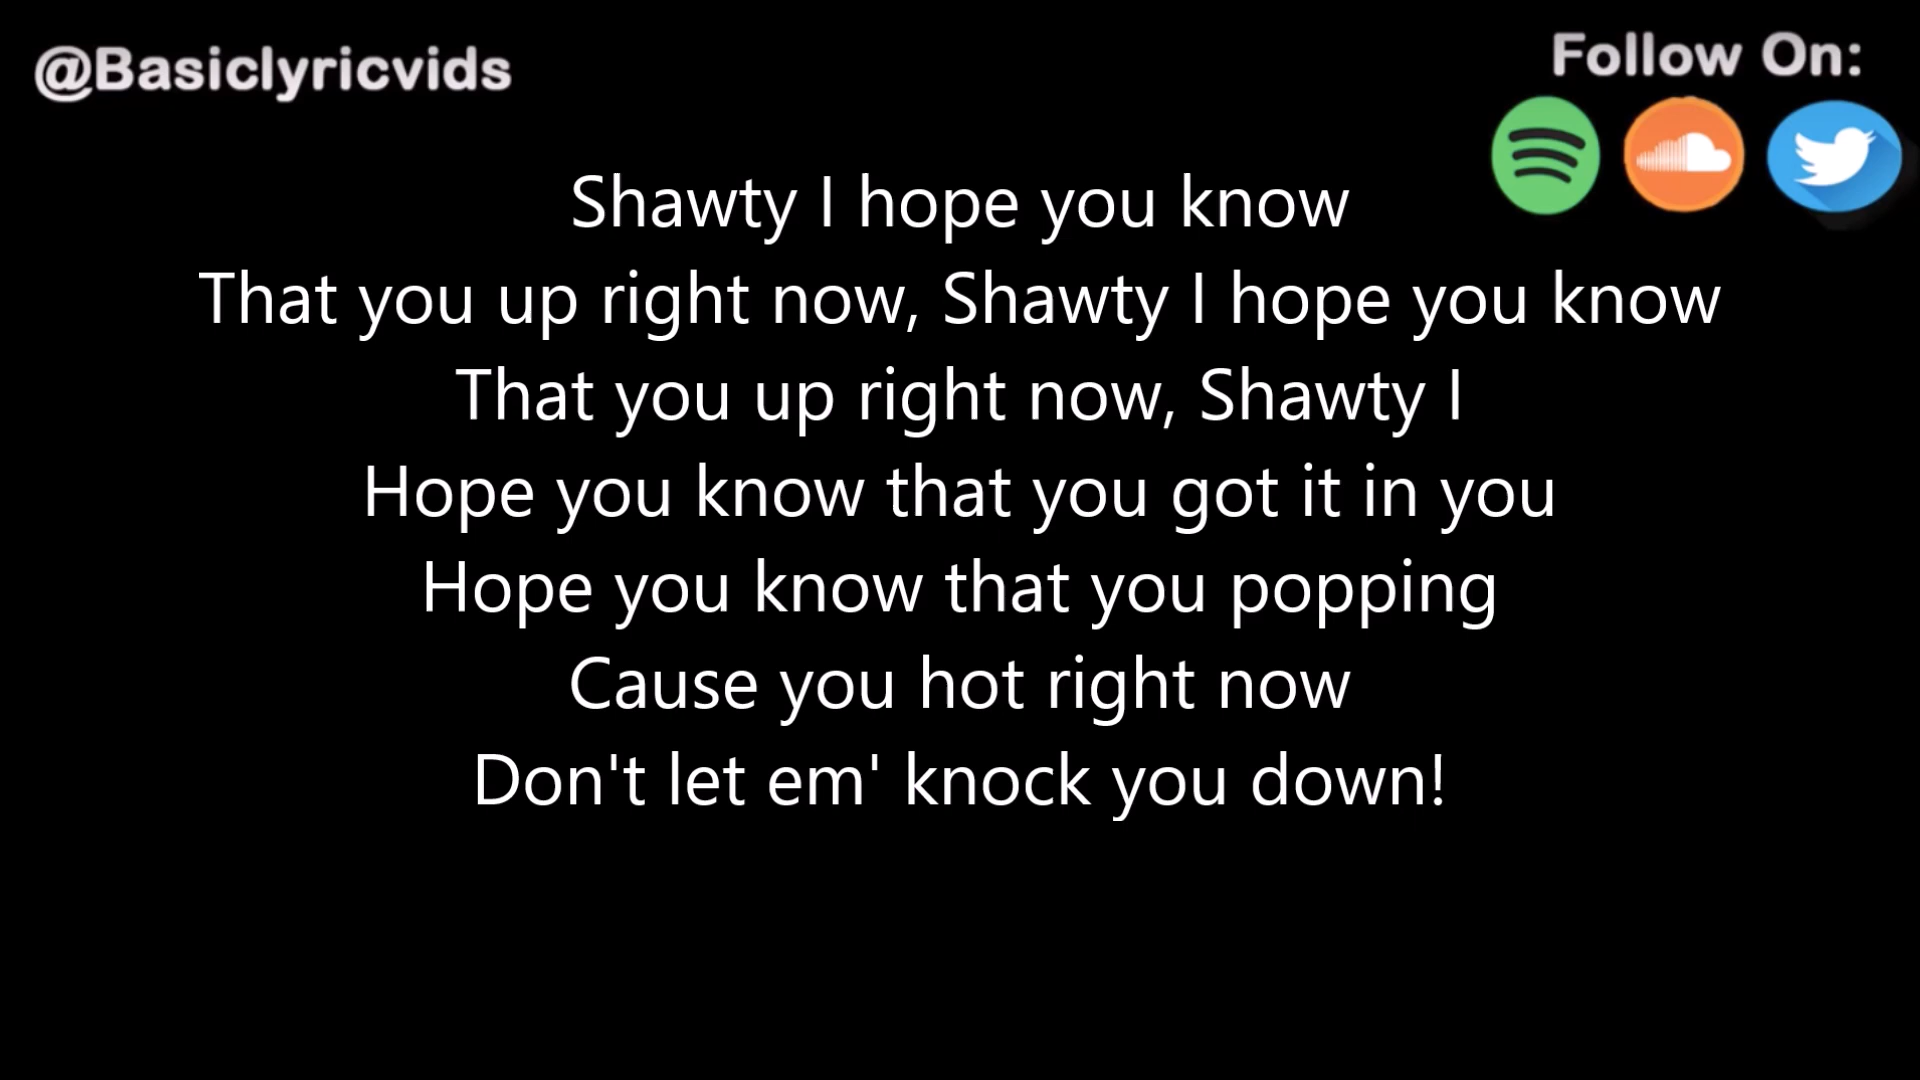 @Basiclyricvids
Follow On:
Shawty I hope you know
That you up right now, Shawty I hope you know
That you up right now, Shawty I
Hope you know that you got it in you
Hope you know that you popping
Cause you hot right now
Don't let em' knock you down!